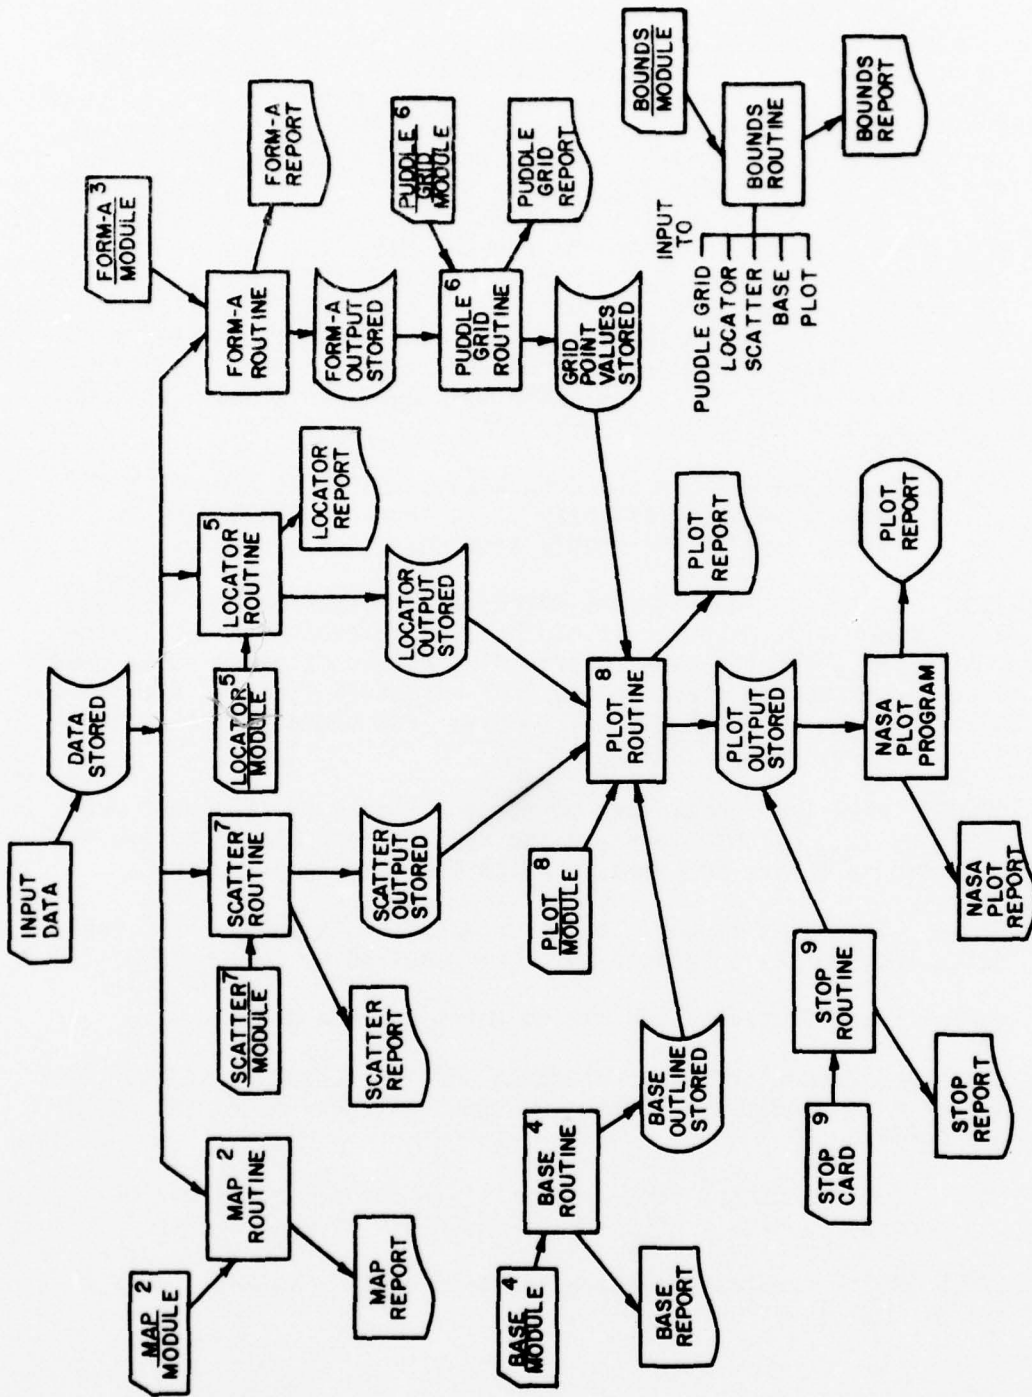 INPUT
DATA
DATA
STORED
MAP 2
MODULE
MAP 2
ROUTINE
MAP
REPORT
SCATTER 7
MODULE
SCATTER 7
ROUTINE
SCATTER
REPORT
SCATTER
OUTPUT
STORED
LOCATOR 5
MODULE
LOCATOR 5
ROUTINE
LOCATOR
REPORT
LOCATOR
OUTPUT
STORED
FORM-A 3
MODULE
FORM-A
ROUTINE
FORM-A
REPORT
FORM-A
OUTPUT
STORED
PUDDLE 6
GRID
MODULE
PUDDLE 6
GRID
ROUTINE
PUDDLE
GRID
REPORT
GRID
POINT
VALUES
STORED
BASE 4
MODULE
BASE 4
ROUTINE
BASE
REPORT
BASE
OUTLINE
STORED
PLOT 8
MODULE
PLOT 8
ROUTINE
PLOT
REPORT
PLOT
OUTPUT
STORED
STOP 9
CARD
STOP 9
ROUTINE
STOP
REPORT
NASA
PLOT
PROGRAM
NASA
PLOT
REPORT
PLOT
REPORT
INPUT
TO
PUDDLE GRID
LOCATOR
SCATTER
BASE
PLOT
BOUNDS
MODULE
BOUNDS
ROUTINE
BOUNDS
REPORT